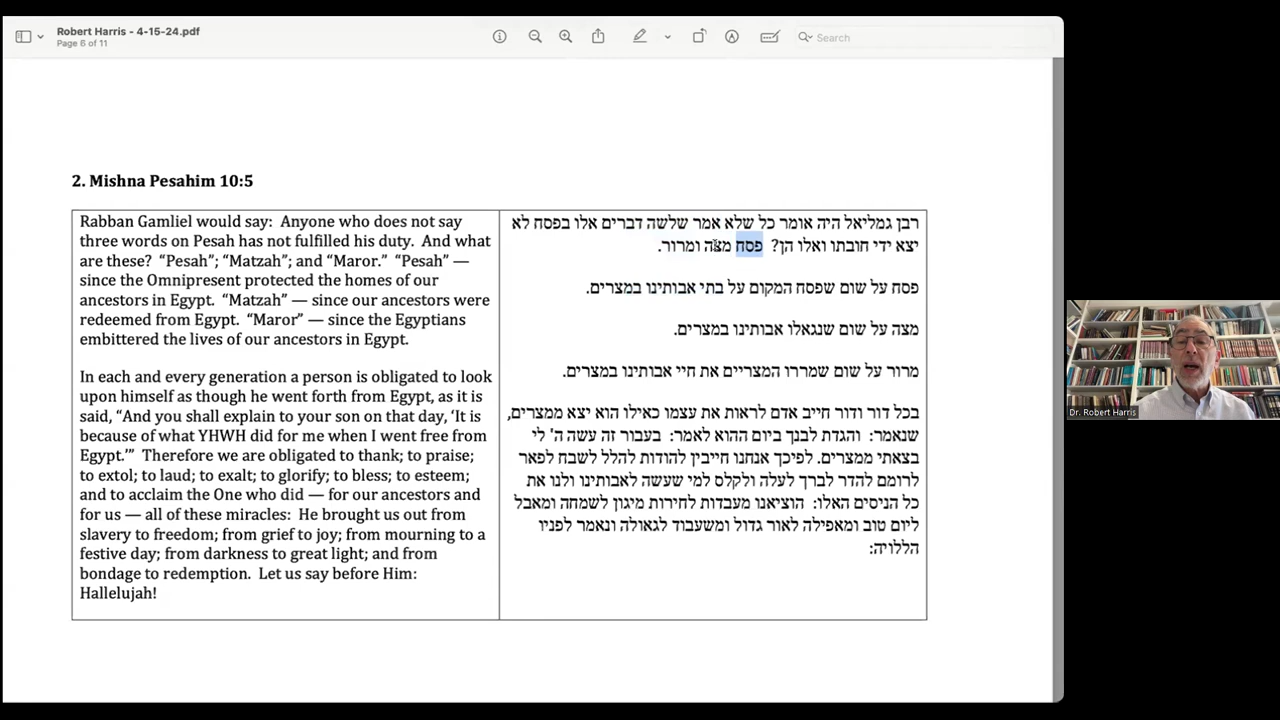 Robert Harris - 4-15-24.pdf
Page 6 of 11
Search
2. Mishna Pesahim 10:5
Rabban Gamliel would say: Anyone who does not say
three words on Pesah has not fulfilled his duty. And what
are these? “Pesah”; “Matzah”; and “Maror.” “Pesah” —
since the Omnipresent protected the homes of our
ancestors in Egypt. “Matzah” — since our ancestors were
redeemed from Egypt. “Maror” — since the Egyptians
embittered the lives of our ancestors in Egypt.
In each and every generation a person is obligated to look
upon himself as though he went forth from Egypt, as it is
said, “And you shall explain to your son on that day, ‘It is
because of what YHWH did for me when I went free from
Egypt.’” Therefore we are obligated to thank; to praise;
to extol; to laud; to exalt; to glorify; to bless; to esteem;
and to acclaim the One who did — for our ancestors and
for us — all of these miracles: He brought us out from
slavery to freedom; from grief to joy; from mourning to a
festive day; from darkness to great light; and from
bondage to redemption. Let us say before Him:
Hallelujah!
רבן גמליאל היה אומר כל שלא אמר שלשה דברים אלו בפסח לא
יצא ידי חובתו ואלו הן? פסח מצה ומרור.
פסח על שום שפסח המקום על בתי אבותינו במצרים.
מצה על שום שנגאלו אבותינו במצרים.
מרור על שום שמררו המצריים את חיי אבותינו במצרים.
בכל דור ודור חייב אדם לראות את עצמו כאילו הוא יצא ממצרים,
שנאמר: והגדת לבנך ביום ההוא לאמר: בעבור זה עשה ה' לי
בצאתי ממצרים. לפיכך אנחנו חייבין להודות להלל לשבח לפאר
לרומם להדר לברך לעלה ולקלס למי שעשה לאבותינו ולנו את
כל הניסים האלו: הוציאנו מעבדות לחירות מיגון לשמחה ומאבל
ליום טוב ומאפילה לאור גדול ומשעבוד לגאולה ונאמר לפניו
הללויה:
Dr. Robert Harris